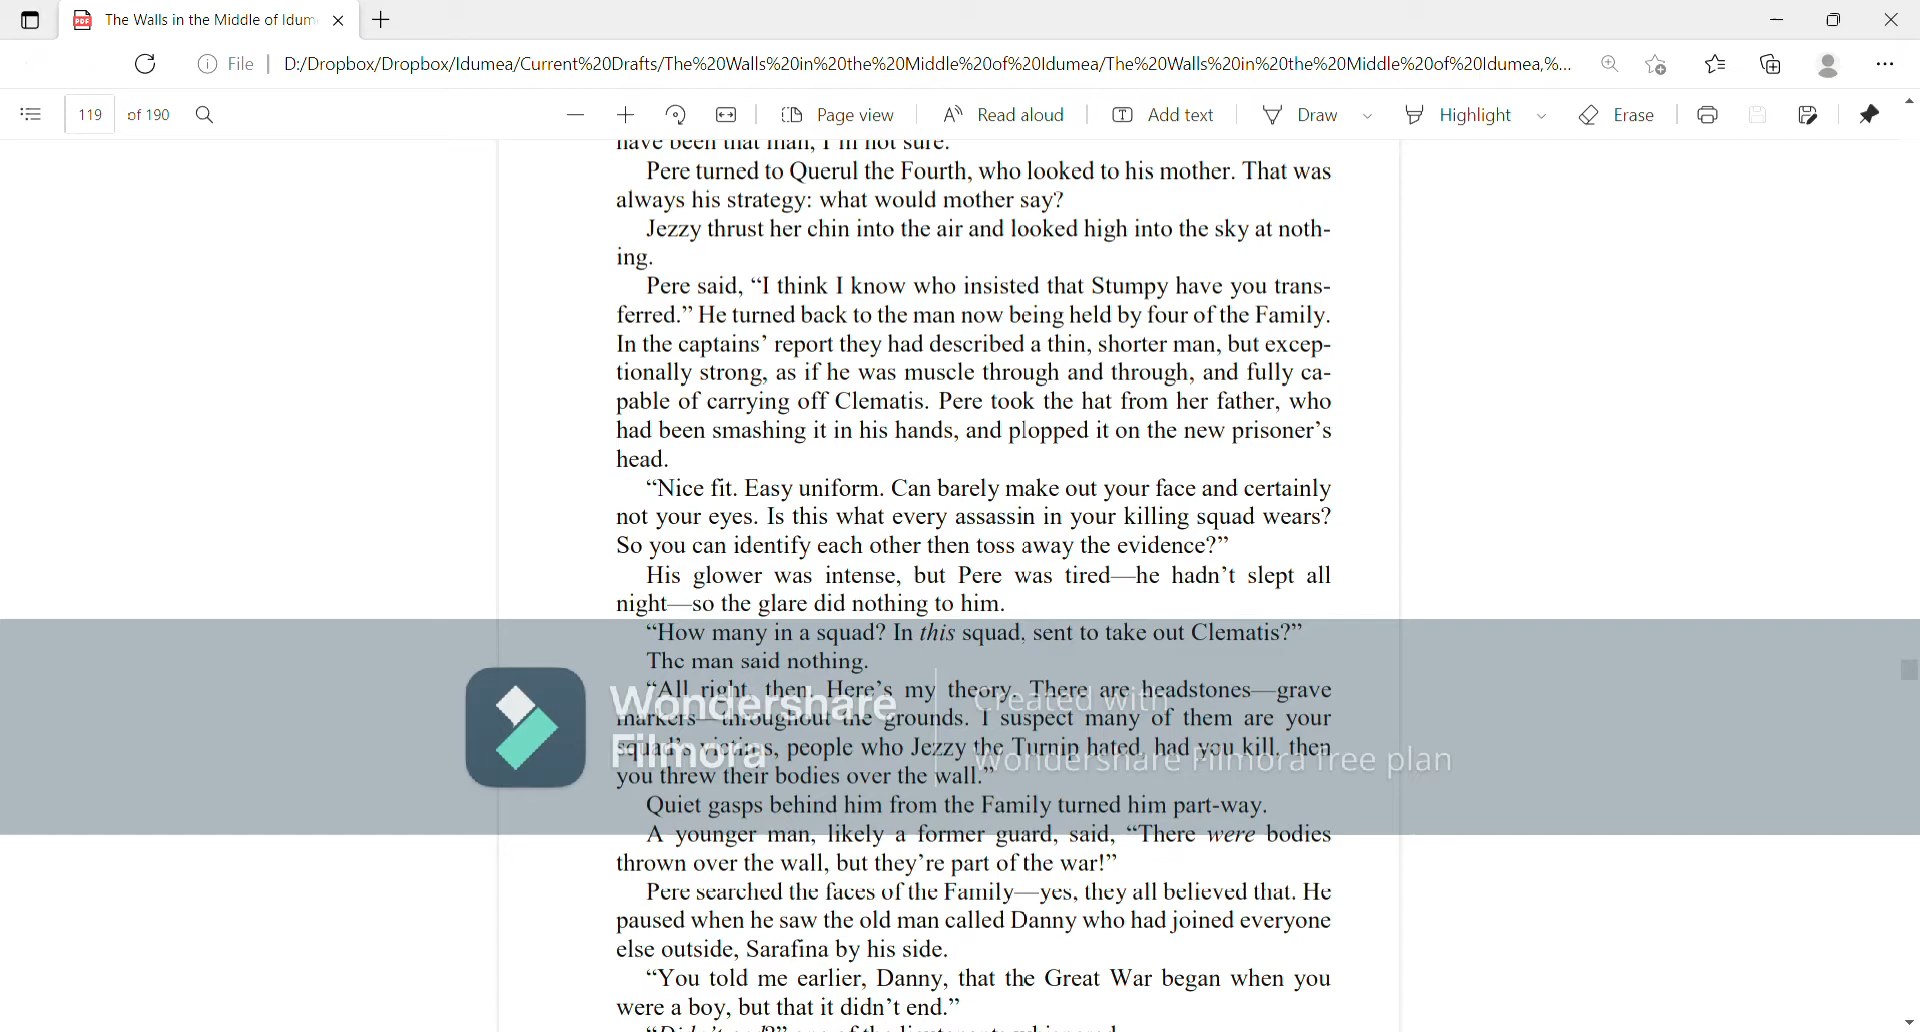 The Walls in the Middle of Idum
File
D:/Dropbox/Dropbox/Idumea/Current%20Drafts/The%20Walls%20in%20the%20Middle%20of%20Idumea/The%20Walls%20in%20the%20Middle%20of%20Idumea,%...
119 of 190 Page view Read aloud Add text Draw Highlight Erase
have been that man, I'm not sure.
Pere turned to Querul the Fourth, who looked to his mother. That was
always his strategy: what would mother say?
Jezzy thrust her chin into the air and looked high into the sky at noth-
ing.
Pere said, “I think I know who insisted that Stumpy have you trans-
ferred.” He turned back to the man now being held by four of the Family.
In the captains’ report they had described a thin, shorter man, but excep-
tionally strong, as if he was muscle through and through, and fully ca-
pable of carrying off Clematis. Pere took the hat from her father, who
had been smashing it in his hands, and plopped it on the new prisoner’s
head.
“Nice fit. Easy uniform. Can barely make out your face and certainly
not your eyes. Is this what every assassin in your killing squad wears?
So you can identify each other then toss away the evidence?”
His glower was intense, but Pere was tired—he hadn’t slept all
night—so the glare did nothing to him.
“How many in a squad? In this squad, sent to take out Clematis?”
The man said nothing.
“All right, then. Here’s my theory. There are headstones—grave
markers—throughout the grounds. I suspect many of them are your
squad’s victims, people who Jezzy the Turnip hated, had you kill, then
you threw their bodies over the wall.”
Wondershare
Filmora
Created with
Wondershare Filmora free plan
Quiet gasps behind him from the Family turned him part-way.
A younger man, likely a former guard, said, “There were bodies
thrown over the wall, but they’re part of the war!”
Pere searched the faces of the Family—yes, they all believed that. He
paused when he saw the old man called Danny who had joined everyone
else outside, Sarafina by his side.
“You told me earlier, Danny, that the Great War began when you
were a boy, but that it didn’t end.”
“Didn’t end?” one of the lieutenants whispered.